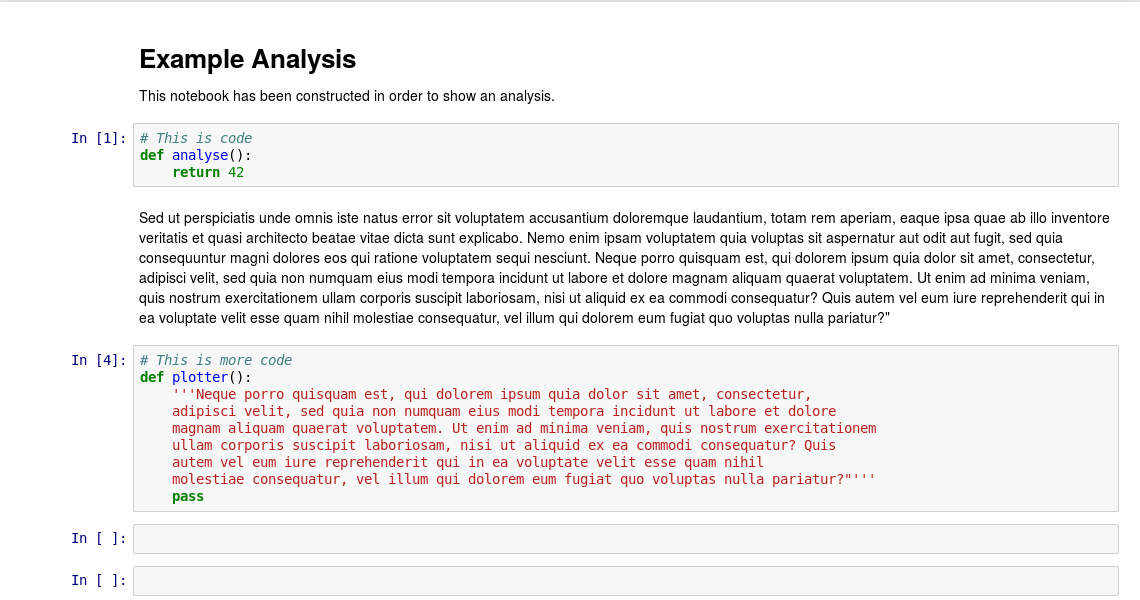 Example Analysis
This notebook has been constructed in order to show an analysis.
In [1]:
# This is code
def analyse():
    return 42
Sed ut perspiciatis unde omnis iste natus error sit voluptatem accusantium doloremque laudantium, totam rem aperiam, eaque ipsa quae ab illo inventore
veritatis et quasi architecto beatae vitae dicta sunt explicabo. Nemo enim ipsam voluptatem quia voluptas sit aspernatur aut odit aut fugit, sed quia
consequuntur magni dolores eos qui ratione voluptatem sequi nesciunt. Neque porro quisquam est, qui dolorem ipsum quia dolor sit amet, consectetur,
adipisci velit, sed quia non numquam eius modi tempora incidunt ut labore et dolore magnam aliquam quaerat voluptatem. Ut enim ad minima veniam,
quis nostrum exercitationem ullam corporis suscipit laboriosam, nisi ut aliquid ex ea commodi consequatur? Quis autem vel eum iure reprehenderit qui in
ea voluptate velit esse quam nihil molestiae consequatur, vel illum qui dolorem eum fugiat quo voluptas nulla pariatur?"
In [4]:
# This is more code
def plotter():
    '''Neque porro quisquam est, qui dolorem ipsum quia dolor sit amet, consectetur,
    adipisci velit, sed quia non numquam eius modi tempora incidunt ut labore et dolore
    magnam aliquam quaerat voluptatem. Ut enim ad minima veniam, quis nostrum exercitationem
    ullam corporis suscipit laboriosam, nisi ut aliquid ex ea commodi consequatur? Quis
    autem vel eum iure reprehenderit qui in ea voluptate velit esse quam nihil
    molestiae consequatur, vel illum qui dolorem eum fugiat quo voluptas nulla pariatur?"'''
    pass
In [ ]:
In [ ]: